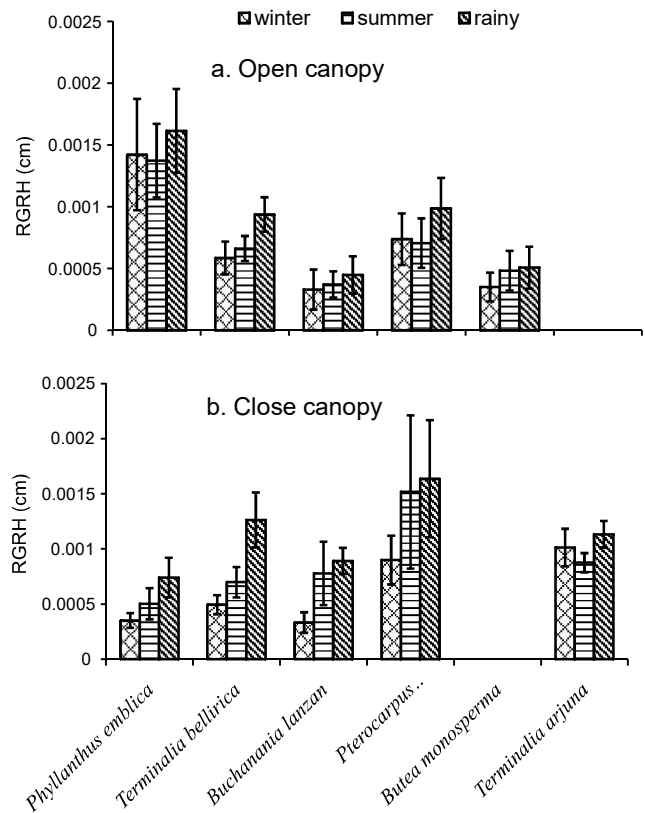 winter summer rainy
a. Open canopy
RGRH (cm)
0.0025
0.002
0.0015
0.001
0.0005
0
b. Close canopy
RGRH (cm)
0.0025
0.002
0.0015
0.001
0.0005
0
Phyllanthus emblica
Terminalia bellirica
Buchanania lanzan
Pterocarpus...
Butea monosperma
Terminalia arjuna